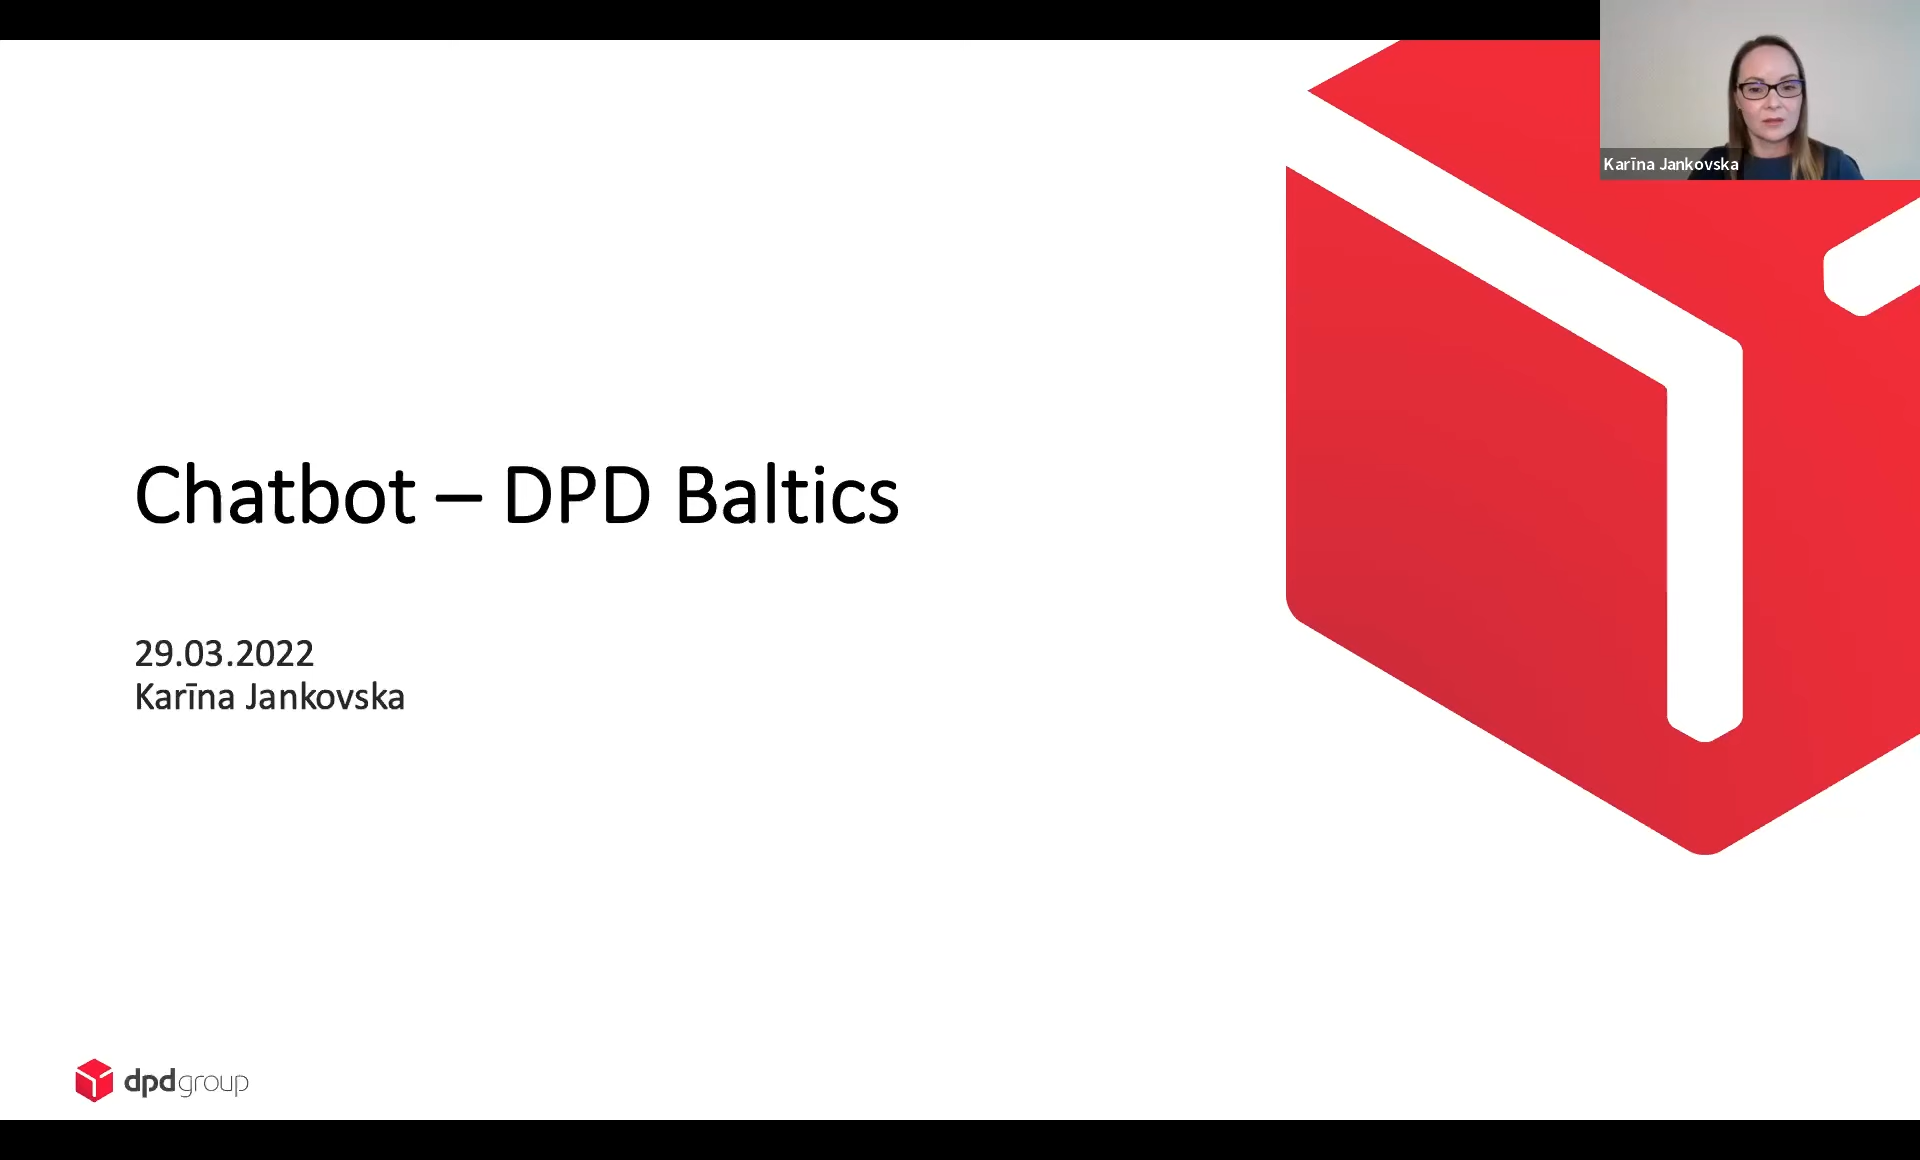 Karīna Jankovska
Chatbot – DPD Baltics
29.03.2022
Karīna Jankovska
dpdgroup